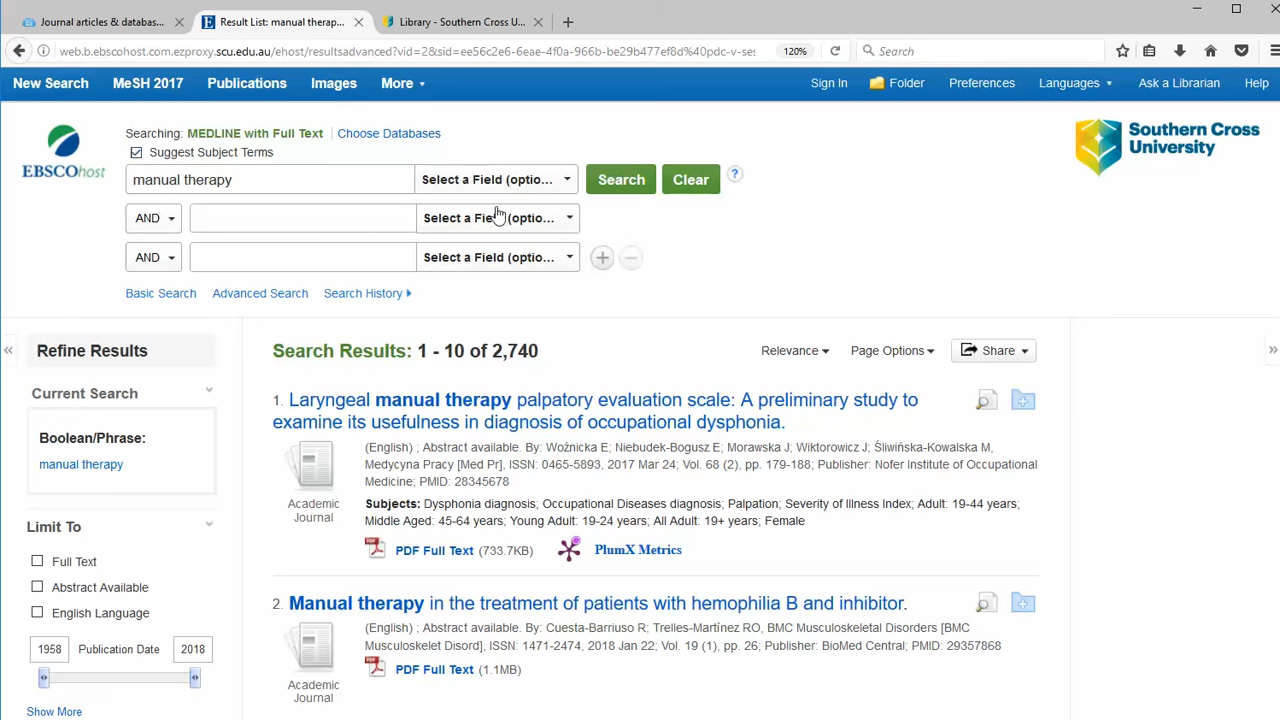 Journal articles & databas...
Result List: manual therap...
Library - Southern Cross U...
web.b.ebscohost.com.ezproxy.scu.edu.au/ehost/resultsadvanced?vid=2&sid=ee56c2e6-6eae-4f0a-966b-be29b477ef8d%40pdc-v-ses
120%
Search
New Search MeSH 2017 Publications Images More
Sign In Folder Preferences Languages Ask a Librarian Help
EBSCOhost
Searching: MEDLINE with Full Text Choose Databases
Suggest Subject Terms
manual therapy Select a Field (optio... Search Clear ?
AND Select a Field (optio...
AND Select a Field (optio...
Basic Search Advanced Search Search History
Southern Cross
University
Refine Results
Current Search
Boolean/Phrase:
manual therapy
Limit To
Full Text
Abstract Available
English Language
1958 Publication Date 2018
Show More
Search Results: 1 - 10 of 2,740
Relevance Page Options Share
1. Laryngeal manual therapy palpatory evaluation scale: A preliminary study to
examine its usefulness in diagnosis of occupational dysphonia.
(English) ; Abstract available. By: Woźnicka E; Niebudek-Bogusz E; Morawska J; Wiktorowicz J; Śliwińska-Kowalska M,
Medycyna Pracy [Med Pr], ISSN: 0465-5893, 2017 Mar 24; Vol. 68 (2), pp. 179-188; Publisher: Nofer Institute of Occupational
Medicine; PMID: 28345678
Academic
Journal
Subjects: Dysphonia diagnosis; Occupational Diseases diagnosis; Palpation; Severity of Illness Index; Adult: 19-44 years;
Middle Aged: 45-64 years; Young Adult: 19-24 years; All Adult: 19+ years; Female
PDF Full Text (733.7KB) PlumX Metrics
2. Manual therapy in the treatment of patients with hemophilia B and inhibitor.
(English) ; Abstract available. By: Cuesta-Barriuso R; Trelles-Martínez RO, BMC Musculoskeletal Disorders [BMC
Musculoskelet Disord], ISSN: 1471-2474, 2018 Jan 22; Vol. 19 (1), pp. 26; Publisher: BioMed Central; PMID: 29357868
PDF Full Text (1.1MB)
Academic
Journal